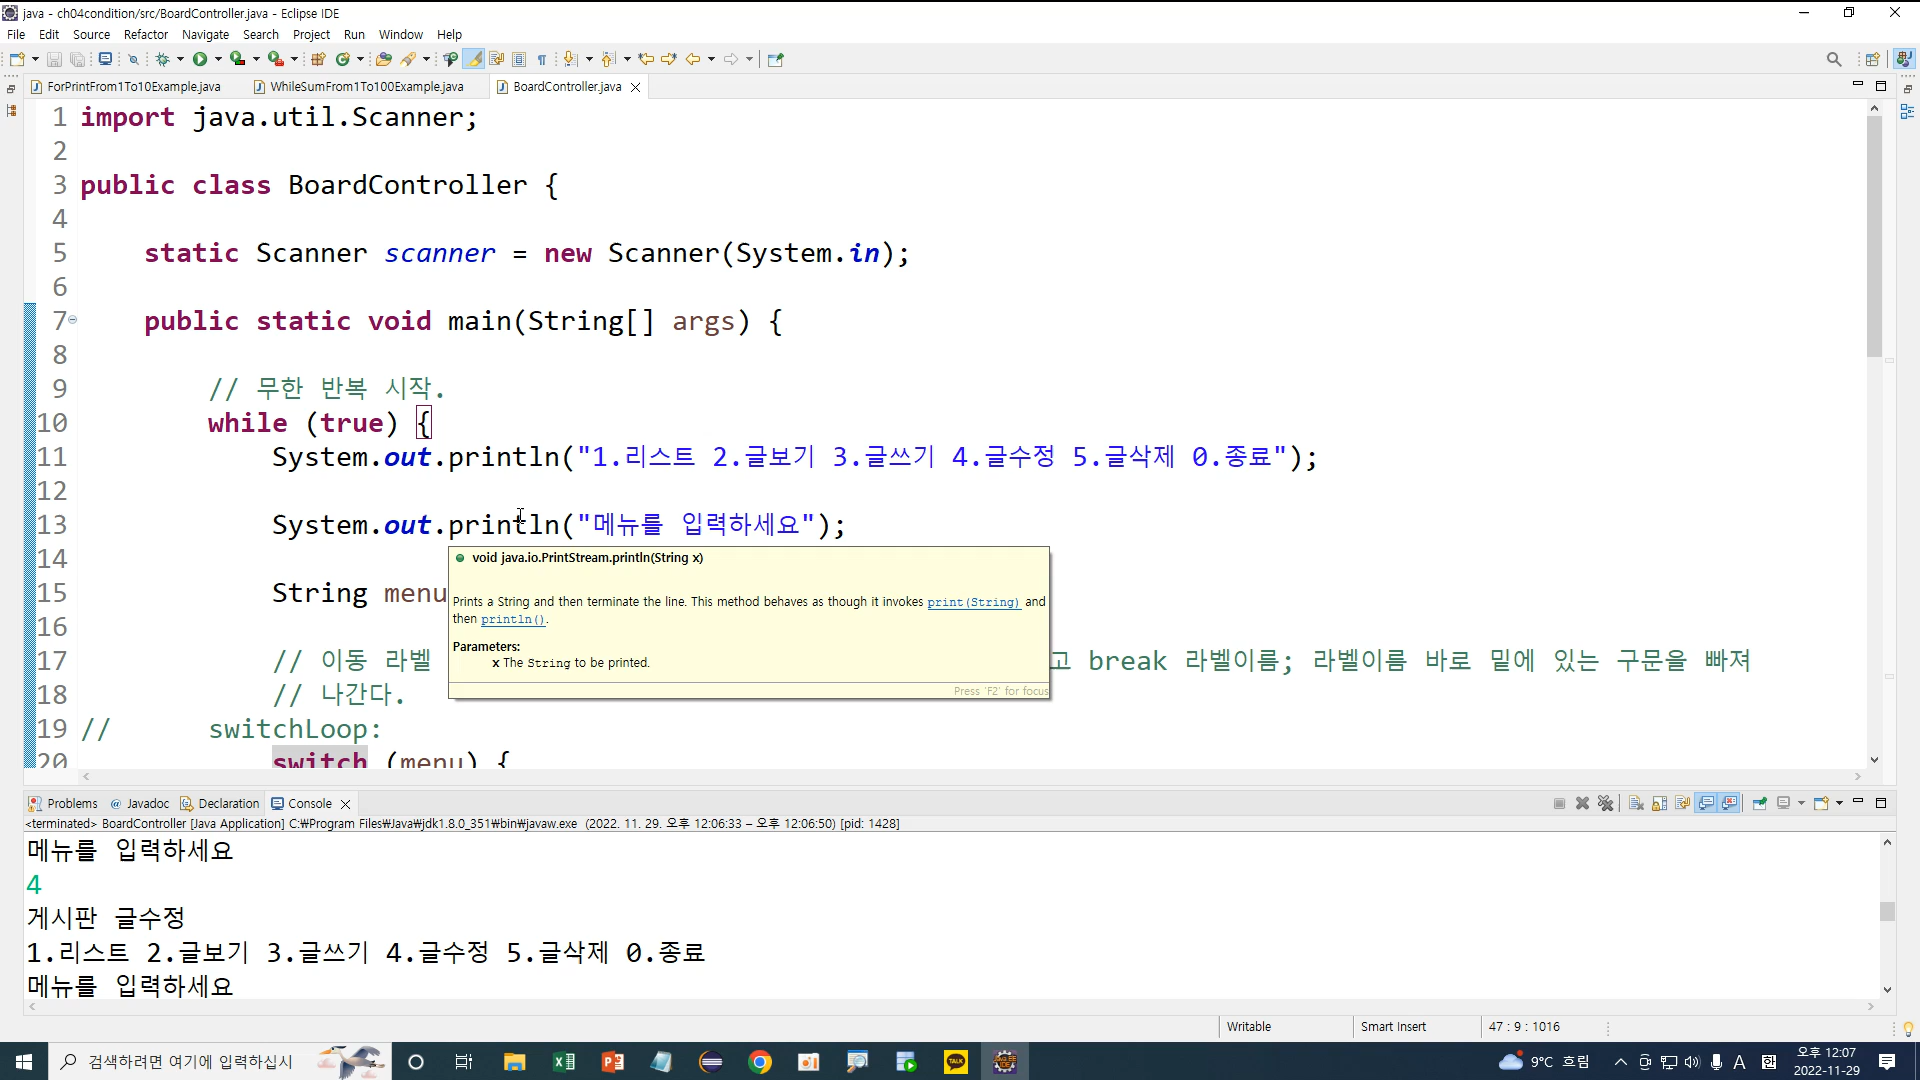 java - ch04condition/src/BoardController.java - Eclipse IDE
File Edit Source Refactor Navigate Search Project Run Window Help
ForPrintFrom1To10Example.java WhileSumFrom1To100Example.java BoardController.java
1 import java.util.Scanner;
2
3 public class BoardController {
4
5 static Scanner scanner = new Scanner(System.in);
6
7 public static void main(String[] args) {
8
9 // 무한 반복 시작.
10 while (true) {
11 System.out.println("1.리스트 2.글보기 3.글쓰기 4.글수정 5.글삭제 0.종료");
12
13 System.out.println("메뉴를 입력하세요");
14
void java.io.PrintStream.println(String x)
15 String menu
Prints a String and then terminate the line. This method behaves as though it invokes print(String) and
then println().
16
Parameters:
x The String to be printed.
17 // 이동 라벨 고 break 라벨이름; 라벨이름 바로 밑에 있는 구문을 빠져
Press 'F2' for focus
18 // 나간다.
19 // switchLoop:
20 switch (menu) {
Problems @ Javadoc Declaration Console
<terminated> BoardController [Java Application] C:₩Program Files₩Java₩jdk1.8.0_351₩bin₩javaw.exe (2022. 11. 29. 오후 12:06:33 – 오후 12:06:50) [pid: 1428]
메뉴를 입력하세요
4
게시판 글수정
1.리스트 2.글보기 3.글쓰기 4.글수정 5.글삭제 0.종료
메뉴를 입력하세요
Writable Smart Insert 47 : 9 : 1016
검색하려면 여기에 입력하십시 TALK 9°C 흐림 A 한 오후 12:07
2022-11-29